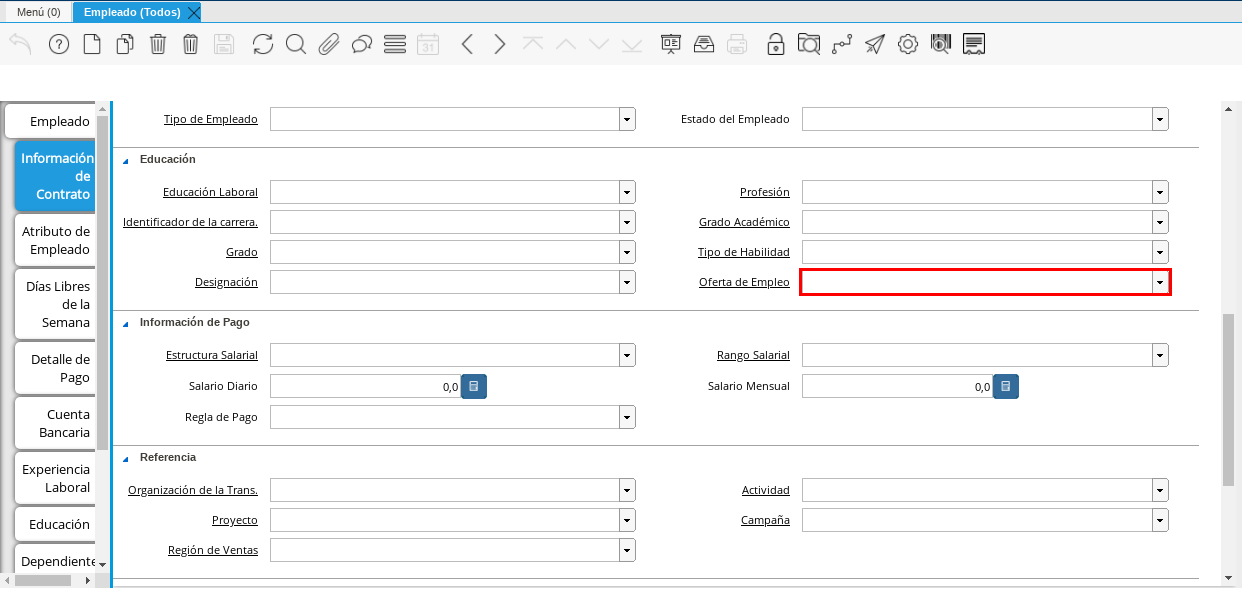 Menú (0)
Empleado (Todos)
31
Empleado
Información de Contrato
Atributo de Empleado
Días Libres de la Semana
Detalle de Pago
Cuenta Bancaria
Experiencia Laboral
Educación
Dependiente
Tipo de Empleado
Estado del Empleado
Educación
Educación Laboral
Profesión
Identificador de la carrera.
Grado Académico
Grado
Tipo de Habilidad
Designación
Oferta de Empleo
Información de Pago
Estructura Salarial
Rango Salarial
Salario Diario 0,0
Salario Mensual 0,0
Regla de Pago
Referencia
Organización de la Trans.
Actividad
Proyecto
Campaña
Región de Ventas